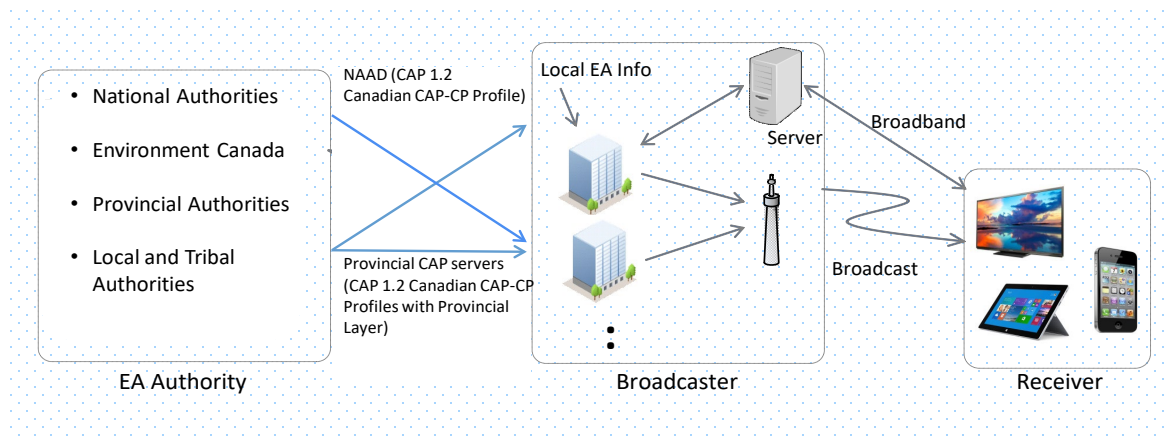 • National Authorities
• Environment Canada
• Provincial Authorities
• Local and Tribal
Authorities
EA Authority
NAAD (CAP 1.2
Canadian CAP-CP Profile)
Provincial CAP servers
(CAP 1.2 Canadian CAP-CP
Profiles with Provincial
Layer)
Local EA Info
Server
Broadcaster
Broadband
Broadcast
Receiver